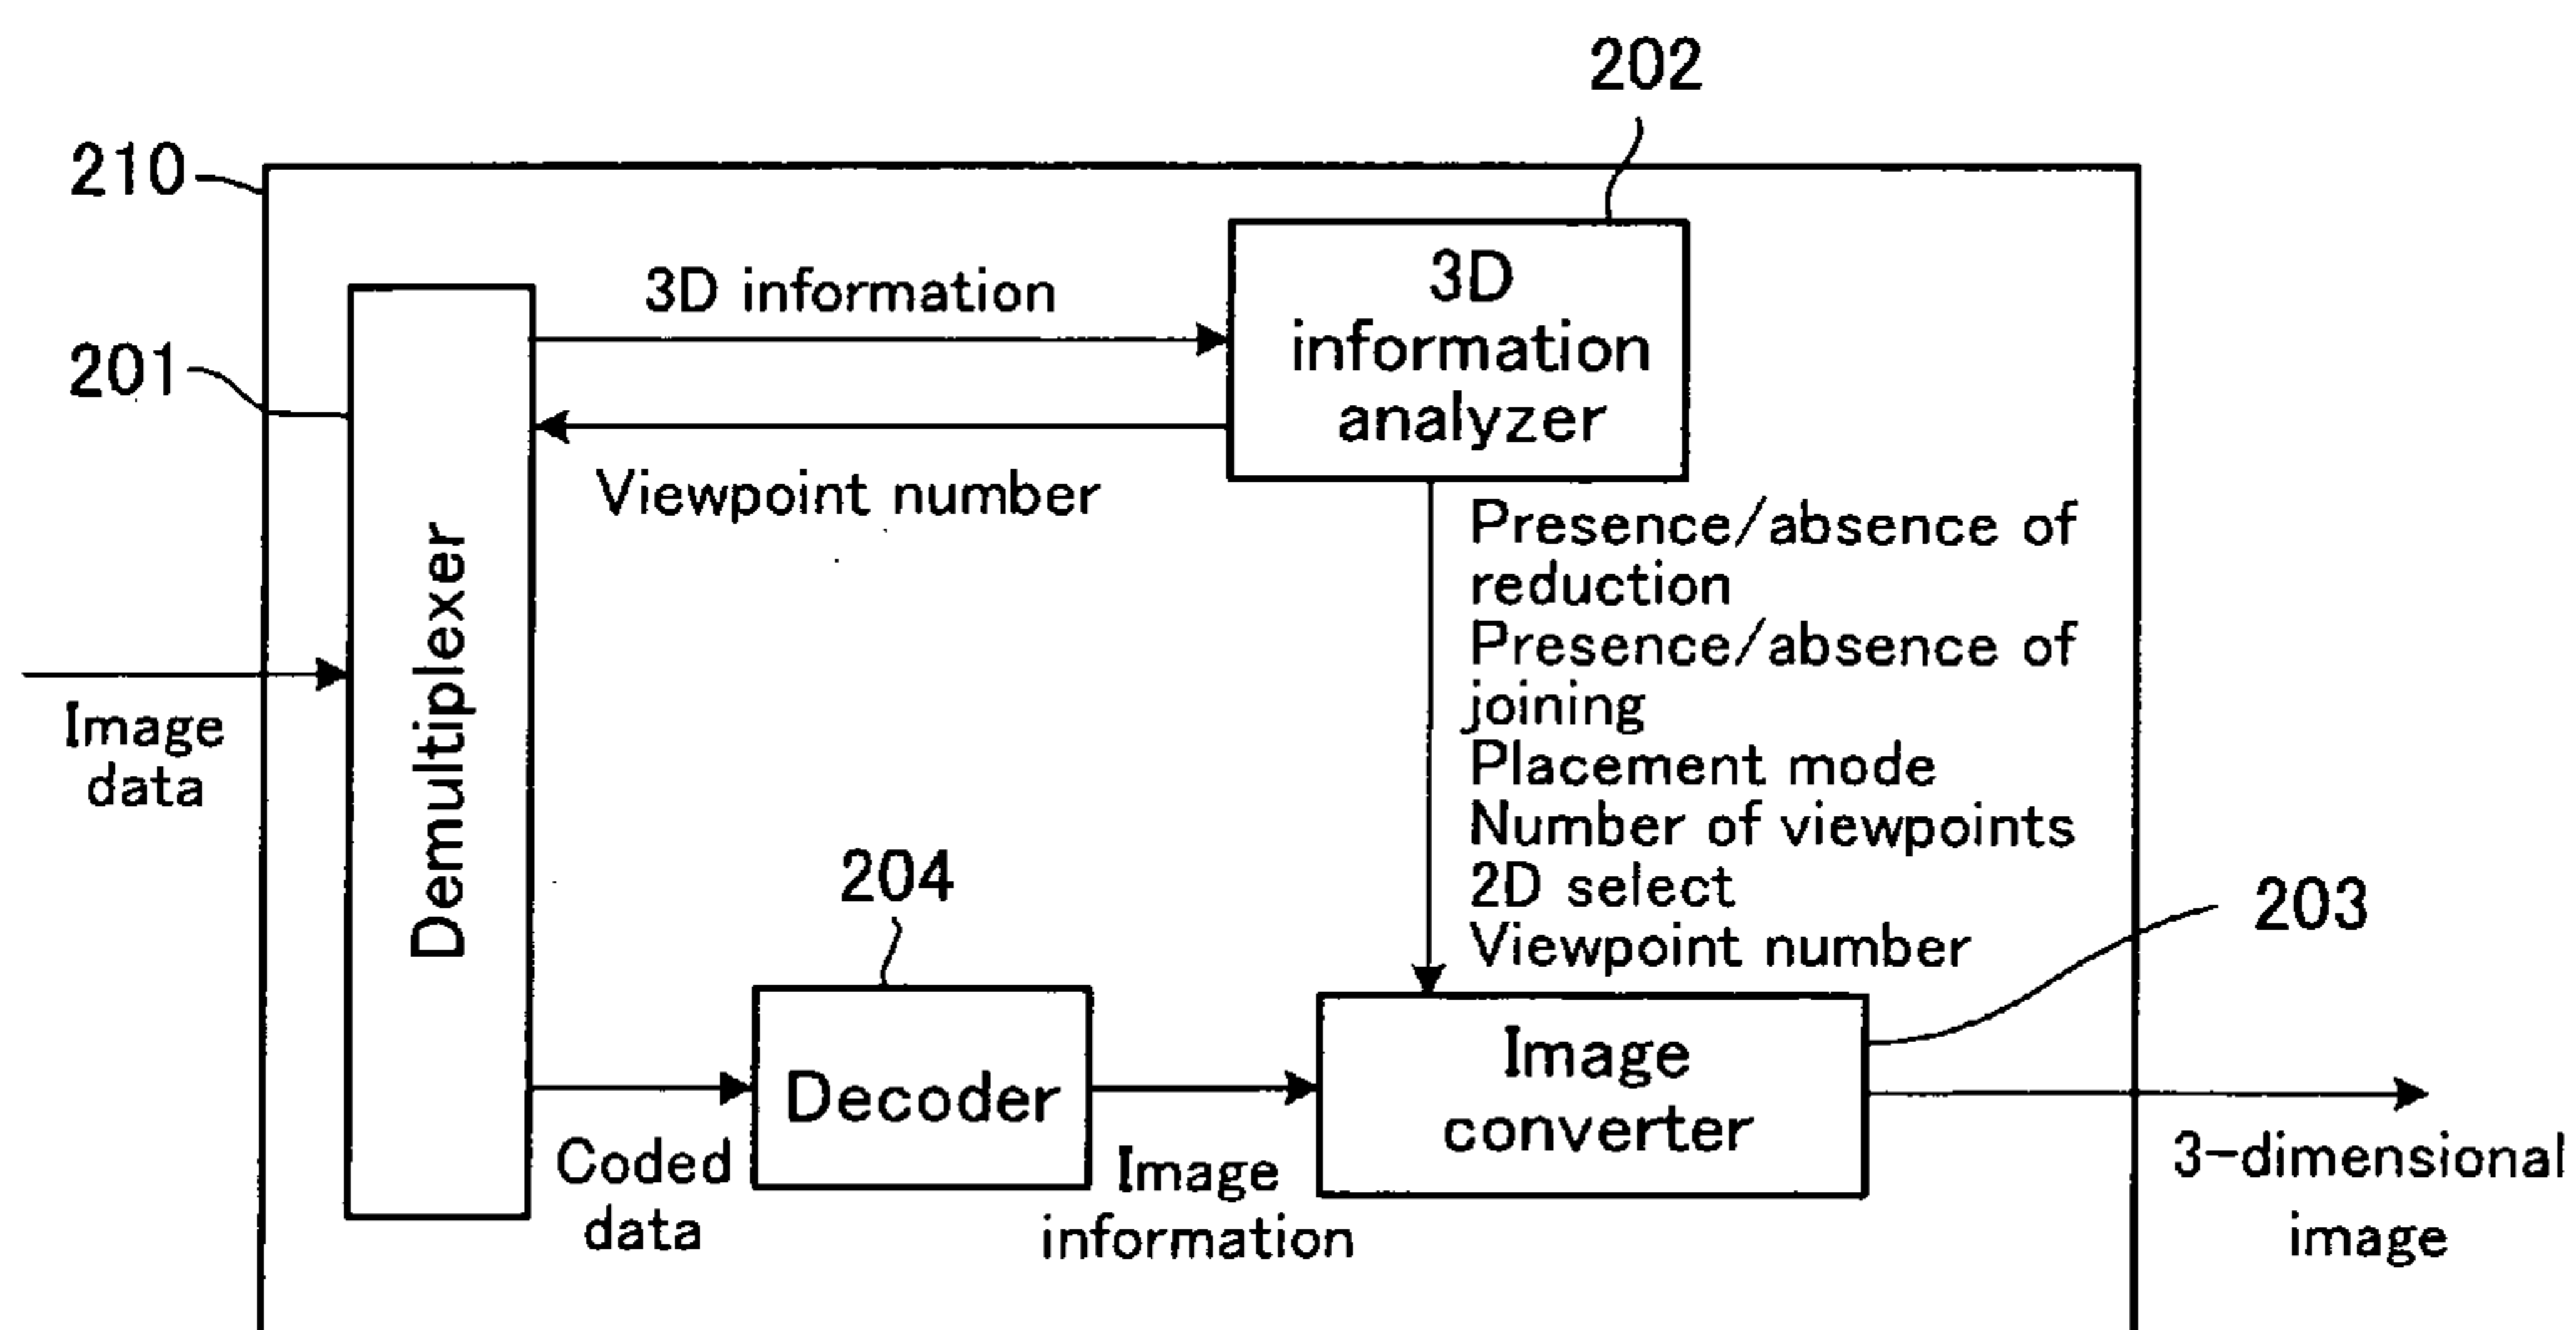 202
210
3D information
3D
information
analyzer
201
Viewpoint number
Presence/absence of
reduction
Presence/absence of
joining
Placement mode
Number of viewpoints
2D select
Viewpoint number
Demultiplexer
Image
data
204
203
Decoder
Image
converter
Coded
data
Image
information
3-dimensional
image